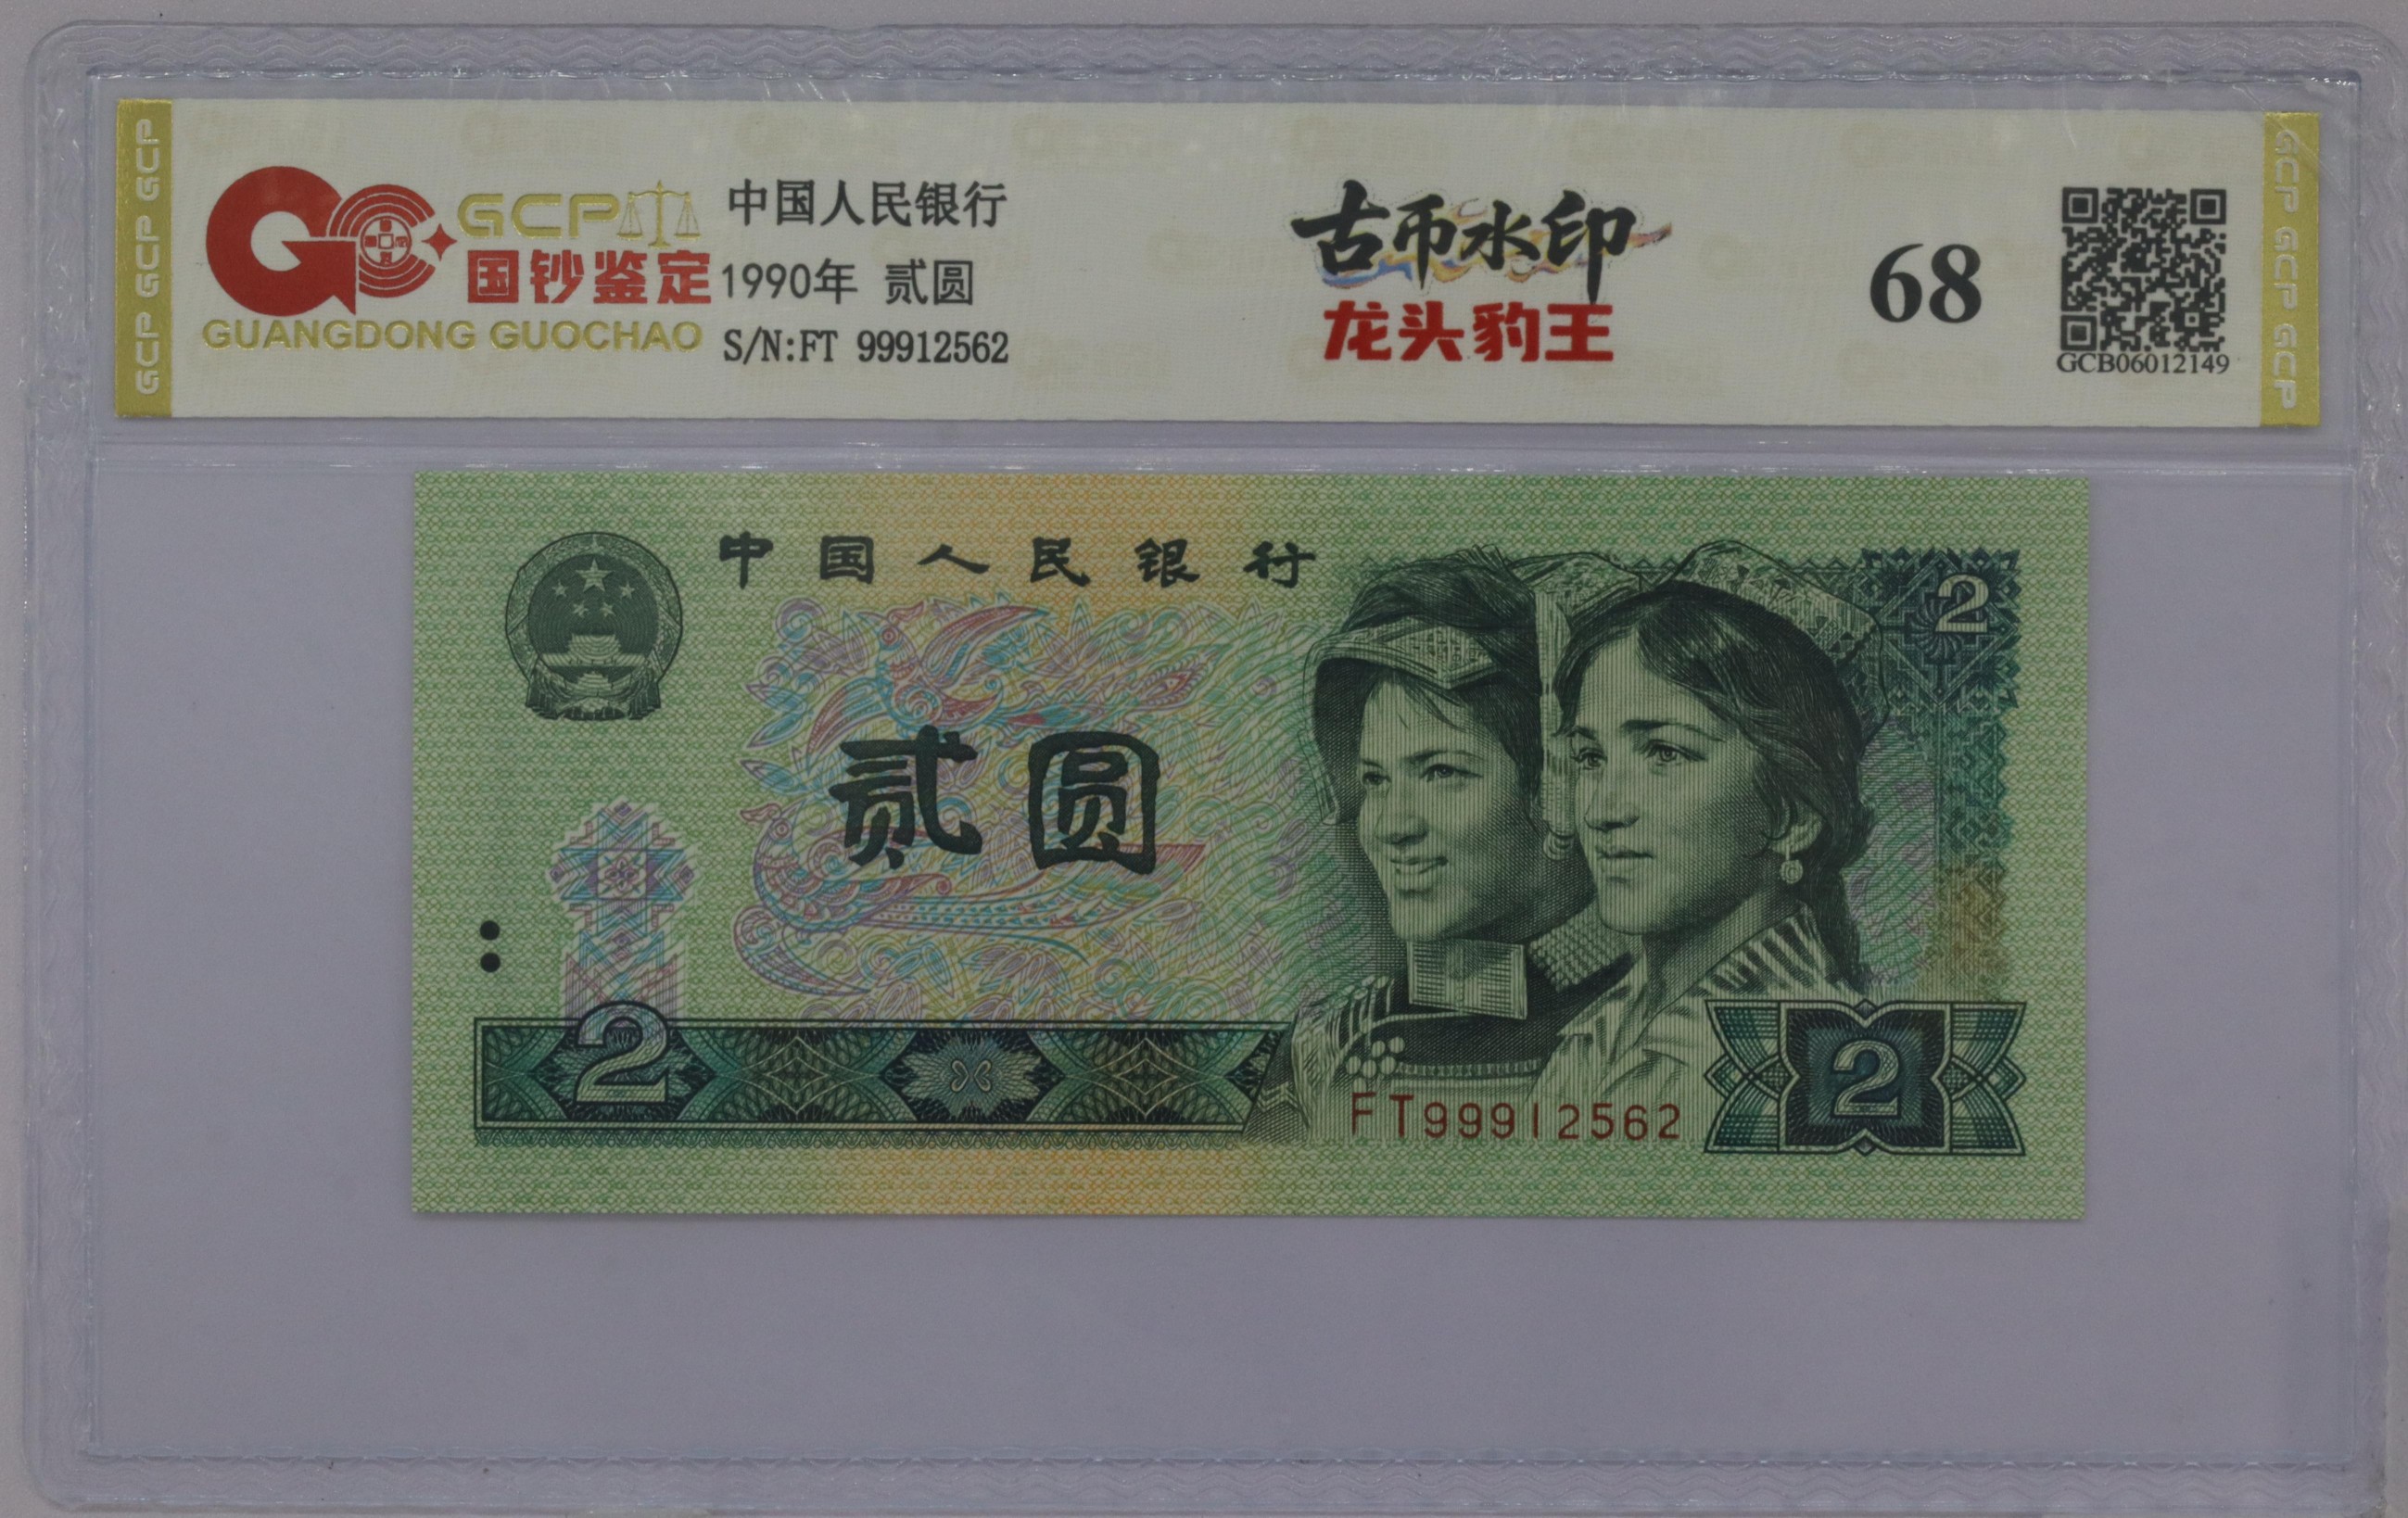 GCP GCP GCP
GCP
国钞鉴定
GUANGDONG GUOCHAO
中国人民银行
1990年 贰圆
S/N:FT 99912562
古币水印
龙头豹王
68
GCB06012149
GCP GCP GCP
中国人民银行
2
贰圆
2
FT99912562
2